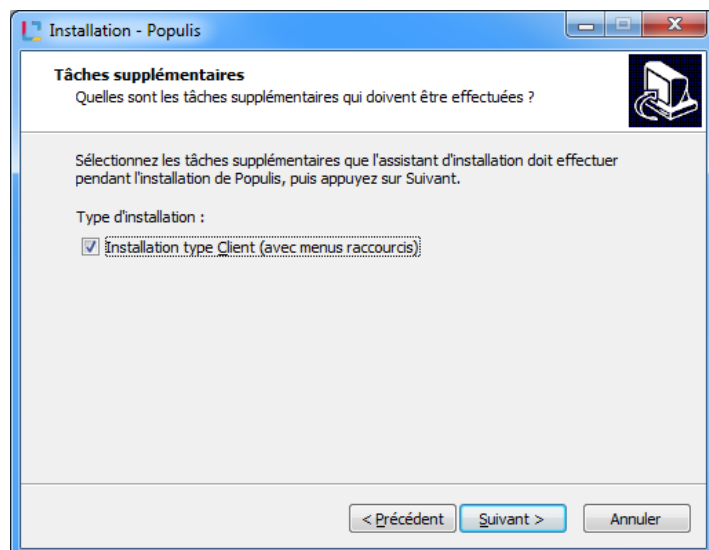 Installation - Populis
Tâches supplémentaires
Quelles sont les tâches supplémentaires qui doivent être effectuées ?
Sélectionnez les tâches supplémentaires que l'assistant d'installation doit effectuer
pendant l'installation de Populis, puis appuyez sur Suivant.
Type d'installation :
Installation type Client (avec menus raccourcis)
< Précédent Suivant > Annuler